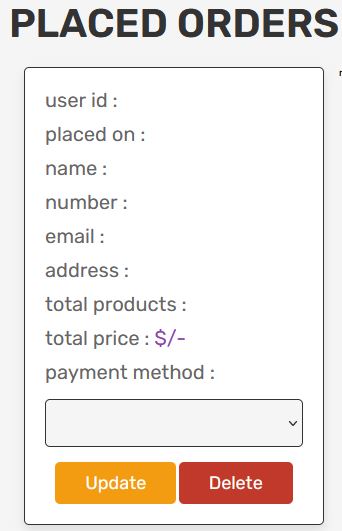 PLACED ORDERS
user id :
placed on :
name :
number :
email :
address :
total products :
total price : $/-
payment method :
Update Delete